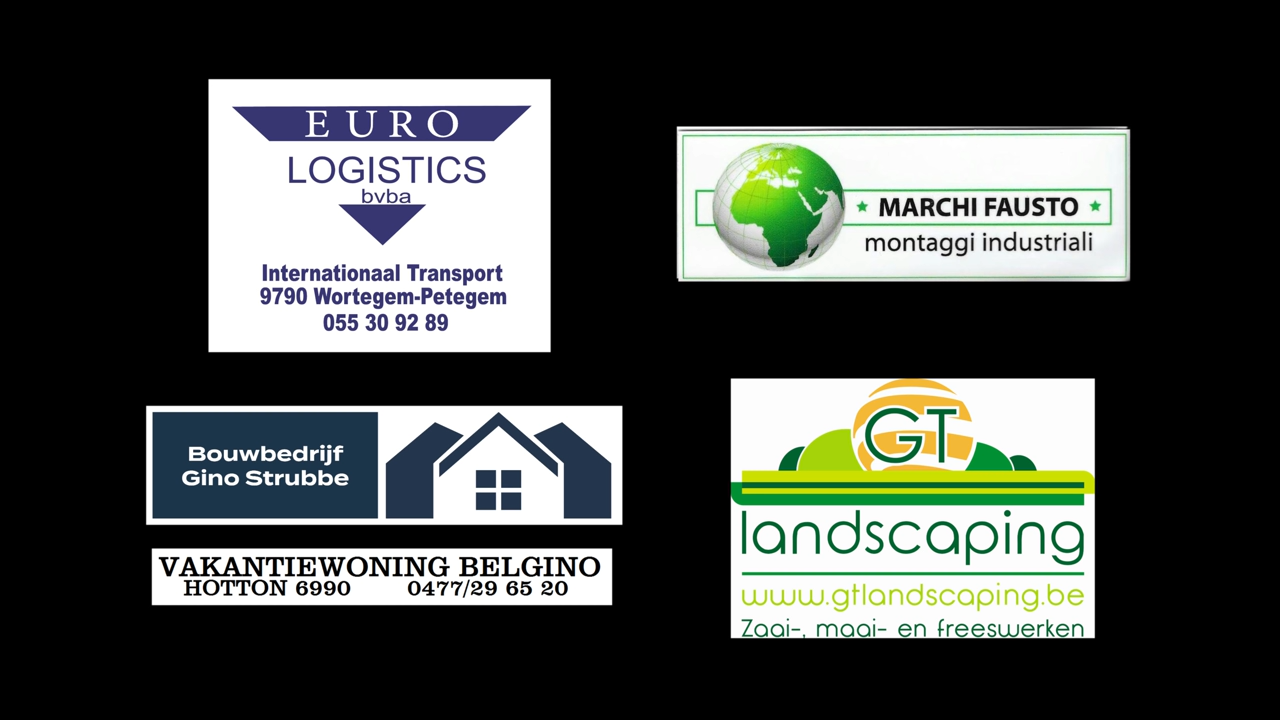 EURO
LOGISTICS
bvba
Internationaal Transport
9790 Wortegem-Petegem
055 30 92 89
MARCHI FAUSTO
montaggi industriali
Bouwbedrijf
Gino Strubbe
VAKANTIEWONING BELGINO
HOTTON 6990 0477/29 65 20
GT
landscaping
www.gtlandscaping.be
Zaai-, maai- en freeswerken